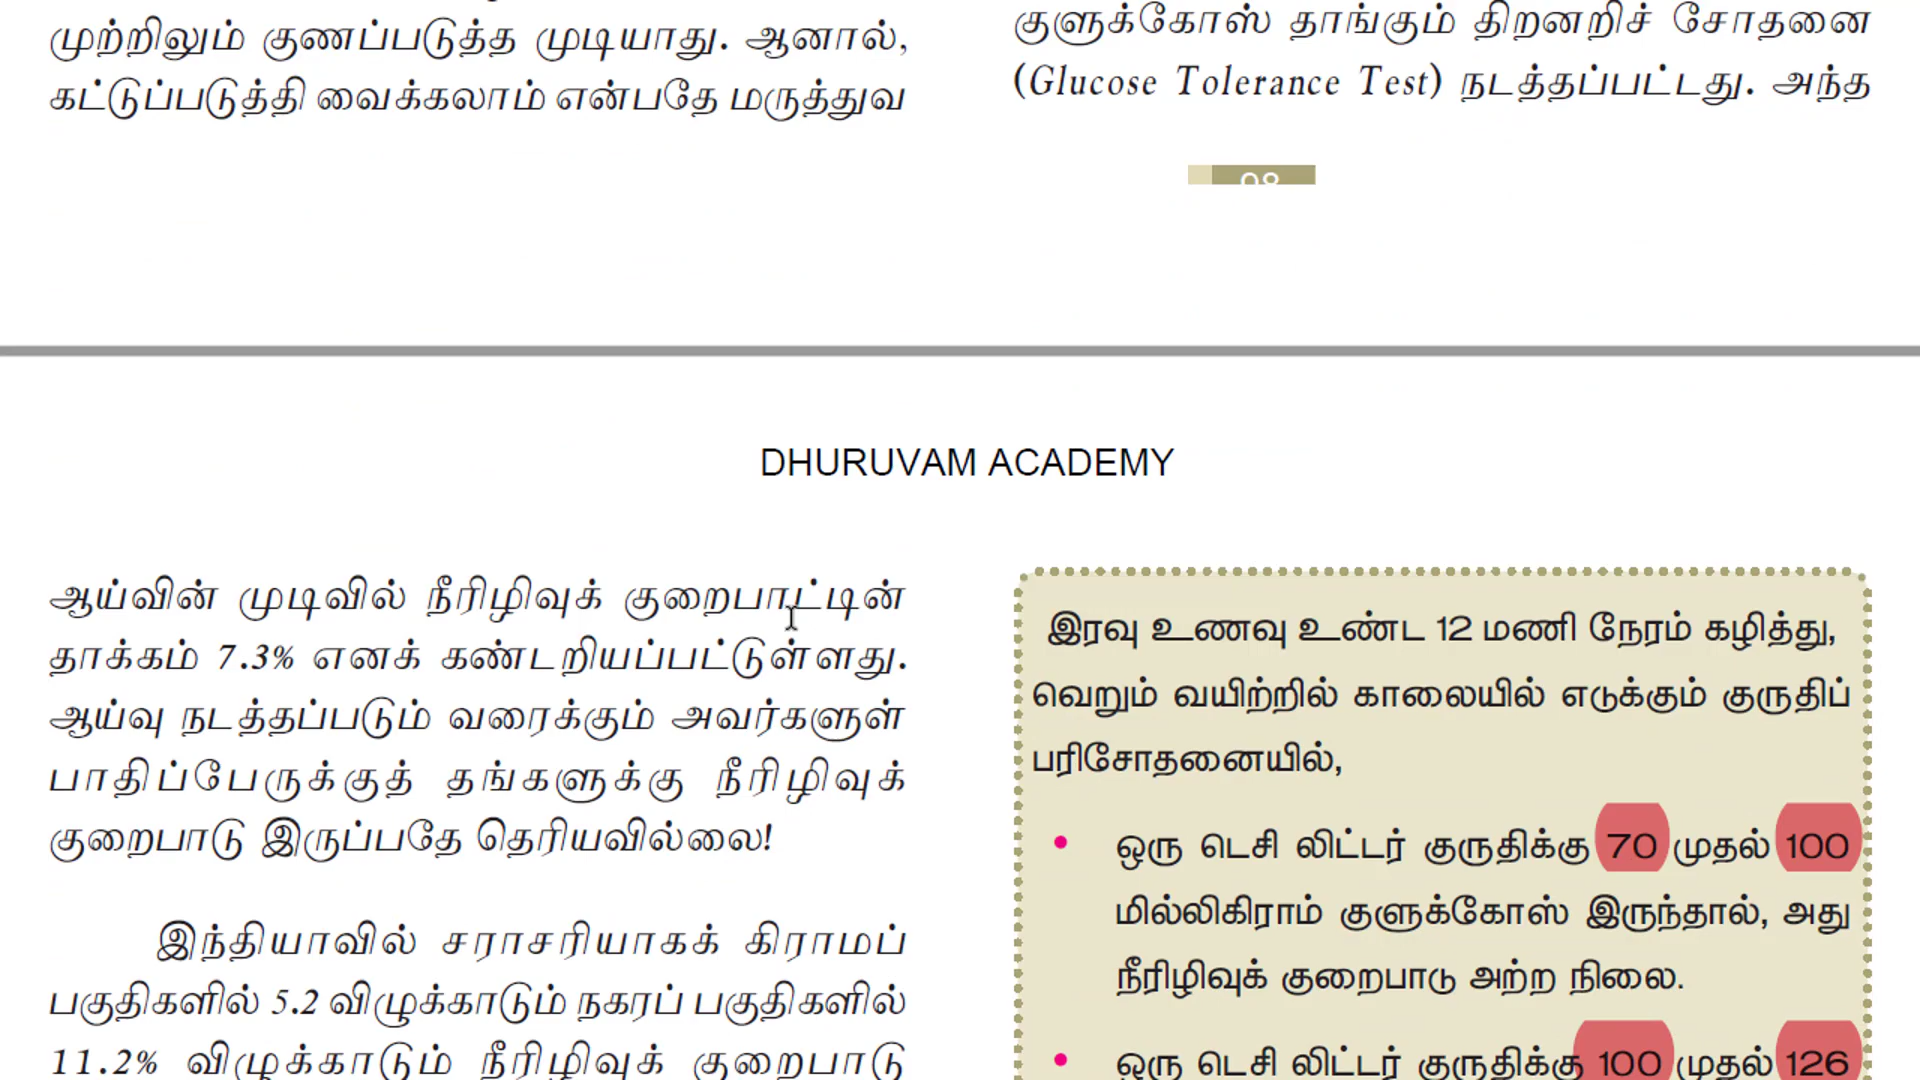 முற்றிலும் குணப்படுத்த முடியாது. ஆனால்,
கட்டுப்படுத்தி வைக்கலாம் என்பதே மருத்துவ
குளுக்கோஸ் தாங்கும் திறனறிச் சோதனை
(Glucose Tolerance Test) நடத்தப்பட்டது. அந்த
98
DHURUVAM ACADEMY
ஆய்வின் முடிவில் நீரிழிவுக் குறைபாட்டின்
தாக்கம் 7.3% எனக் கண்டறியப்பட்டுள்ளது.
ஆய்வு நடத்தப்படும் வரைக்கும் அவர்களுள்
பாதிப்பேருக்குத் தங்களுக்கு நீரிழிவுக்
குறைபாடு இருப்பதே தெரியவில்லை!
இந்தியாவில் சராசரியாகக் கிராமப்
பகுதிகளில் 5.2 விழுக்காடும் நகரப் பகுதிகளில்
11.2% விழுக்காடும் நீரிழிவுக் குறைபாடு
இரவு உணவு உண்ட 12 மணி நேரம் கழித்து,
வெறும் வயிற்றில் காலையில் எடுக்கும் குருதிப்
பரிசோதனையில்,
• ஒரு டெசி லிட்டர் குருதிக்கு 70 முதல் 100
மில்லிகிராம் குளுக்கோஸ் இருந்தால், அது
நீரிழிவுக் குறைபாடு அற்ற நிலை.
• ஒரு டெசி லிட்டர் குருதிக்கு 100 முதல் 126